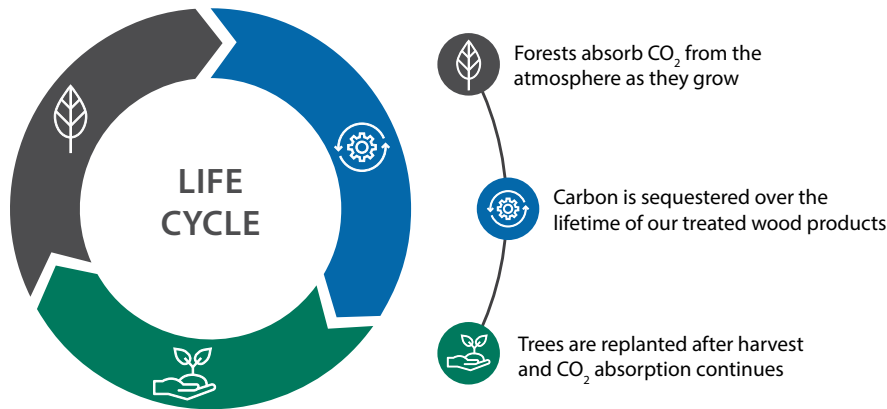 LIFE
CYCLE
Forests absorb CO₂ from the
atmosphere as they grow
Carbon is sequestered over the
lifetime of our treated wood products
Trees are replanted after harvest
and CO₂ absorption continues